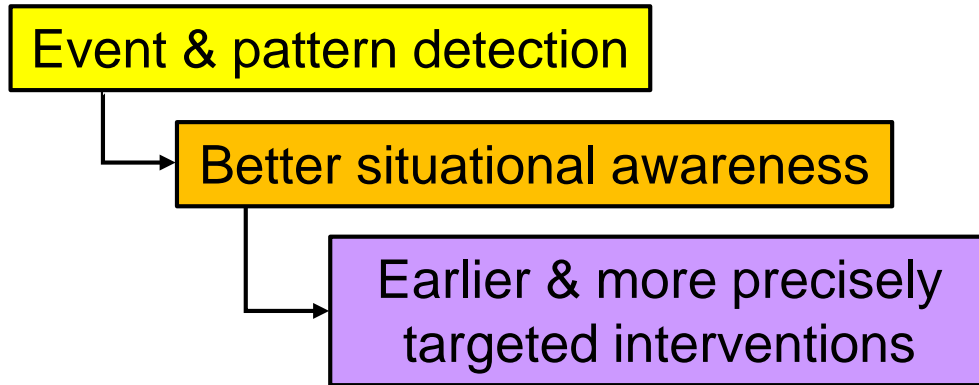 Event & pattern detection
Better situational awareness
Earlier & more precisely
targeted interventions